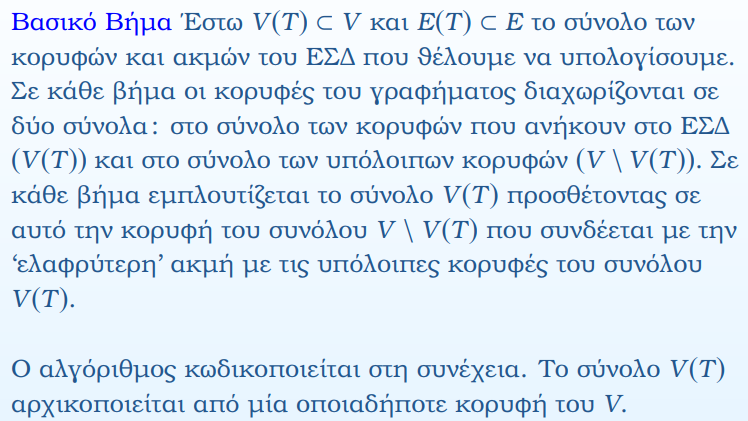 Βασικό Βήμα Έστω V(T) ⊂ V και E(T) ⊂ E το σύνολο των
κορυφών και ακμών του ΕΣΔ που θέλουμε να υπολογίσουμε.
Σε κάθε βήμα οι κορυφές του γραφήματος διαχωρίζονται σε
δύο σύνολα: στο σύνολο των κορυφών που ανήκουν στο ΕΣΔ
(V(T)) και στο σύνολο των υπόλοιπων κορυφών (V \ V(T)). Σε
κάθε βήμα εμπλουτίζεται το σύνολο V(T) προσθέτοντας σε
αυτό την κορυφή του συνόλου V \ V(T) που συνδέεται με την
‘ελαφρύτερη’ ακμή με τις υπόλοιπες κορυφές του συνόλου
V(T).
Ο αλγόριθμος κωδικοποιείται στη συνέχεια. Το σύνολο V(T)
αρχικοποιείται από μία οποιαδήποτε κορυφή του V.